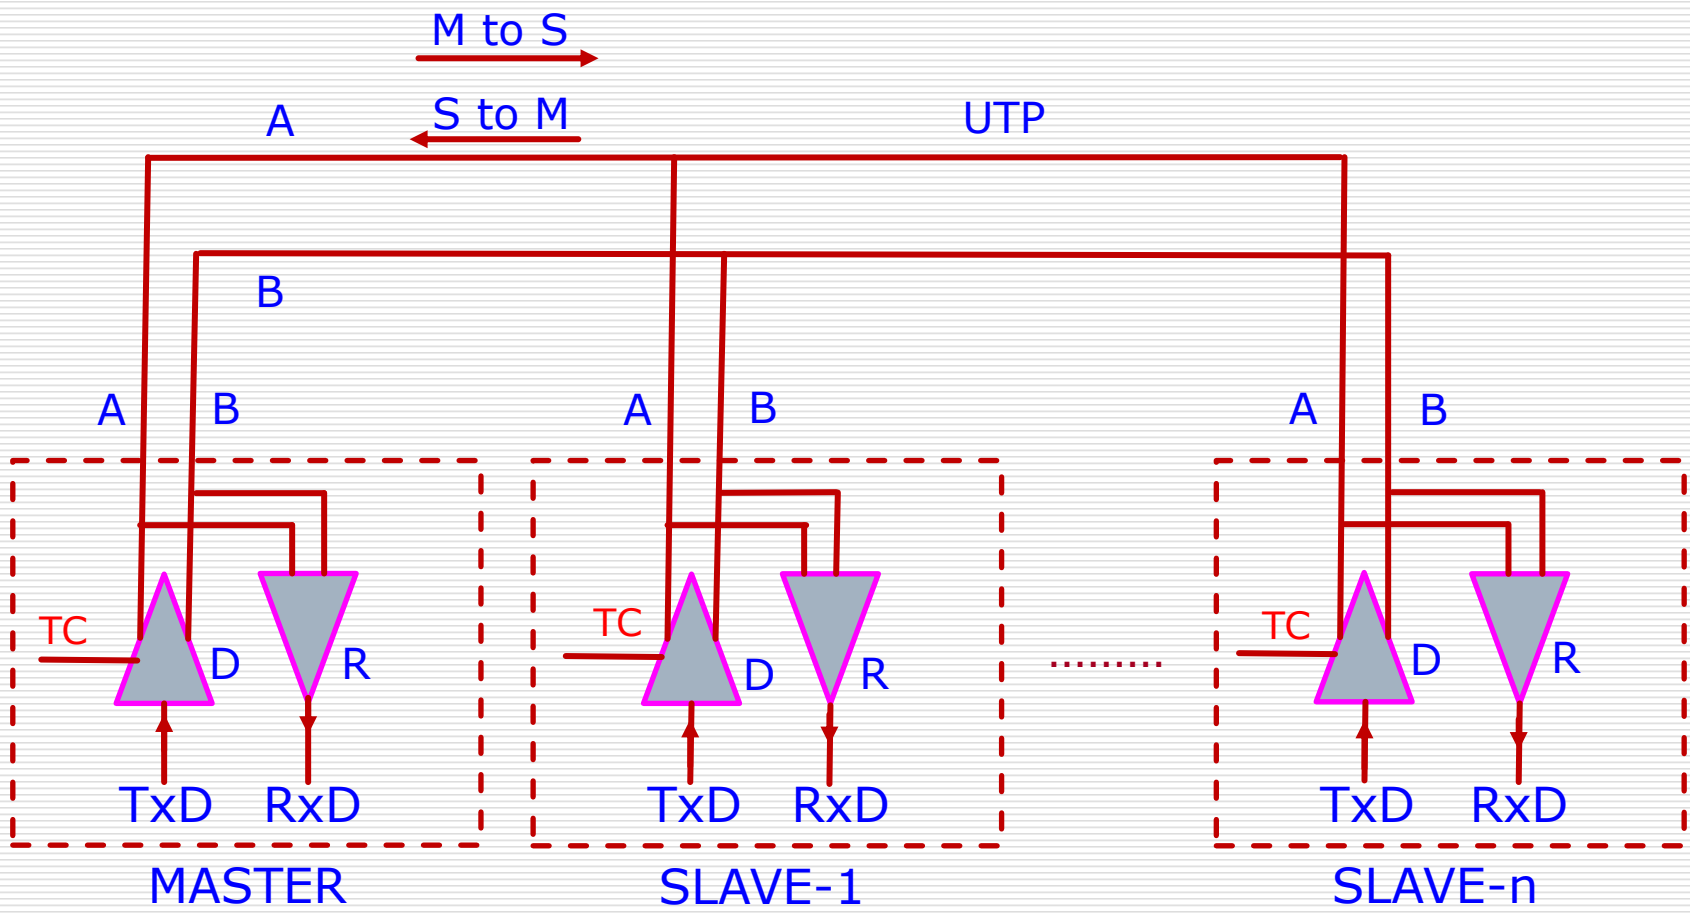 M to S
S to M
A
UTP
B
A B A B A B
TC TC TC
D R D R D R
TxD RxD TxD RxD TxD RxD
MASTER SLAVE-1 SLAVE-n